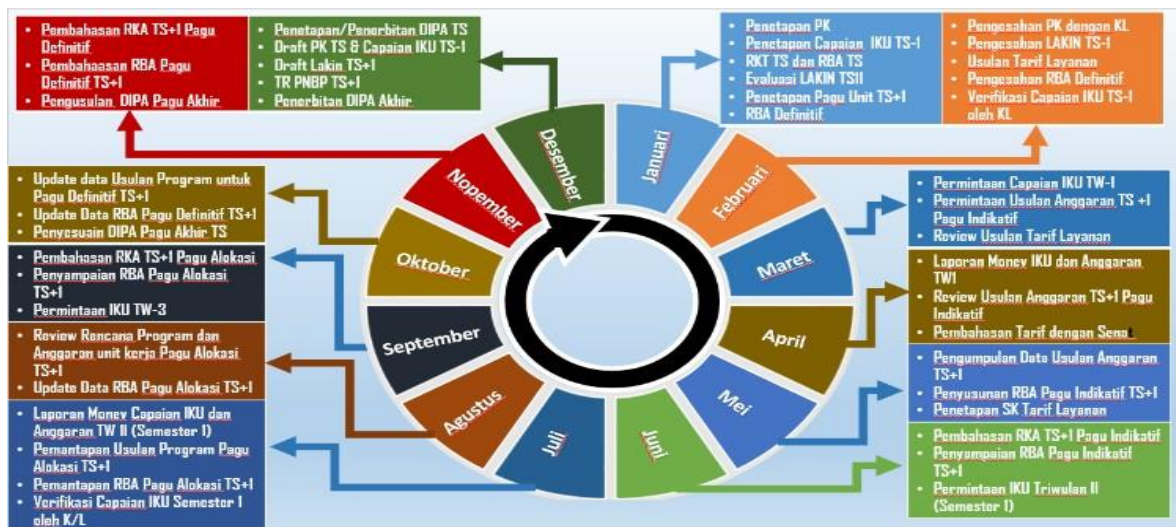 • Pembahasan RKA TS+1 Pagu
Definitif
• Pembahaasan RBA Pagu
Definitif TS+1
• Pengusulan DIPA Pagu Akhir
• Penetapan/Penerbitan DIPA TS
• Draft PK TS & Capaian IKU TS-1
• Draft Lakin TS+1
• TR PNBP TS+1
• Penerbitan DIPA Akhir
• Penetapan PK
• Penetapan Capaian IKU TS-1
• RKT TS dan RBA TS
• Evaluasi LAKIN TS11
• Penetapan Pagu Unit TS+1
• RBA Definitif
• Pengesahan PK dengan KL
• Pengesahan LAKIN TS-1
• Usulan Tarif Layanan
• Pengesahan RBA Definitif
• Verifikasi Capaian IKU TS-1
oleh KL
Desember
Januari
Nopember
Februari
Oktober
Maret
September
April
Agustus
Mei
Juli
Juni
• Update data Usulan Program untuk
Pagu Definitif TS+1
• Update Data RBA Pagu Definitif TS+1
• Penyesuain DIPA Pagu Akhir TS
• Pembahasan RKA TS+1 Pagu Alokasi
• Penyampaian RBA Pagu Alokasi
TS+1
• Permintaan IKU TW-3
• Review Rencana Program dan
Anggaran unit kerja Pagu Alokasi
TS+1
• Update Data RBA Pagu Alokasi TS+1
• Laporan Monev Capaian IKU dan
Anggaran TW II (Semester 1)
• Pemantapan Usulan Program Pagu
Alokasi TS+1
• Pemantapan RBA Pagu Alokasi TS+1
• Verifikasi Capaian IKU Semester 1
oleh K/L
• Permintaan Capaian IKU TW-1
• Permintaan Usulan Anggaran TS +1
Pagu Indikatif
• Review Usulan Tarif Layanan
• Laporan Monev IKU dan Anggaran
TW1
• Review Usulan Anggaran TS+1 Pagu
Indikatif
• Pembahasan Tarif dengan Senat
• Pengumpulan Data Usulan Anggaran
TS+1
• Penyusunan RBA Pagu Indikatif TS+1
• Penetapan SK Tarif Layanan
• Pembahasan RKA TS+1 Pagu Indikatif
• Penyampaian RBA Pagu Indikatif
TS+1
• Permintaan IKU Triwulan II
(Semester 1)